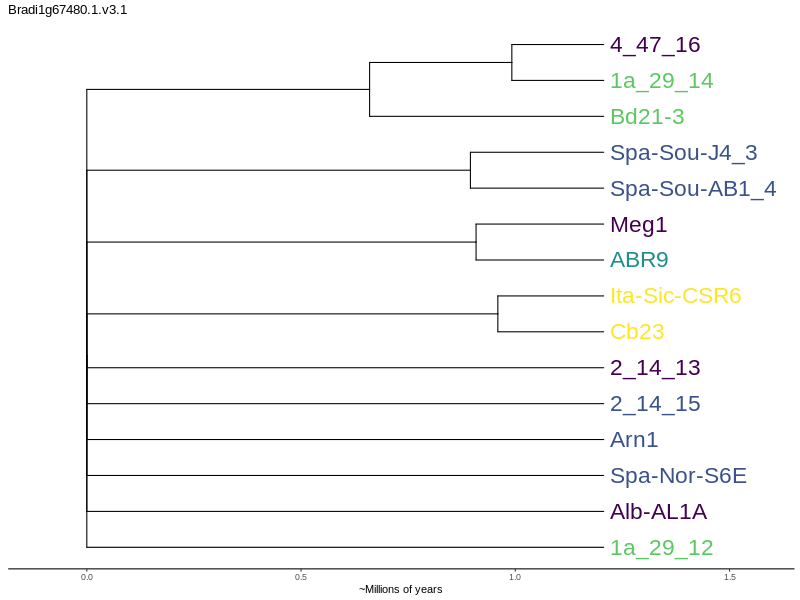 Bradi1g67480.1.v3.1
4_47_16
1a_29_14
Bd21-3
Spa-Sou-J4_3
Spa-Sou-AB1_4
Meg1
ABR9
Ita-Sic-CSR6
Cb23
2_14_13
2_14_15
Arn1
Spa-Nor-S6E
Alb-AL1A
1a_29_12
0.0 0.5 1.0 1.5
~Millions of years